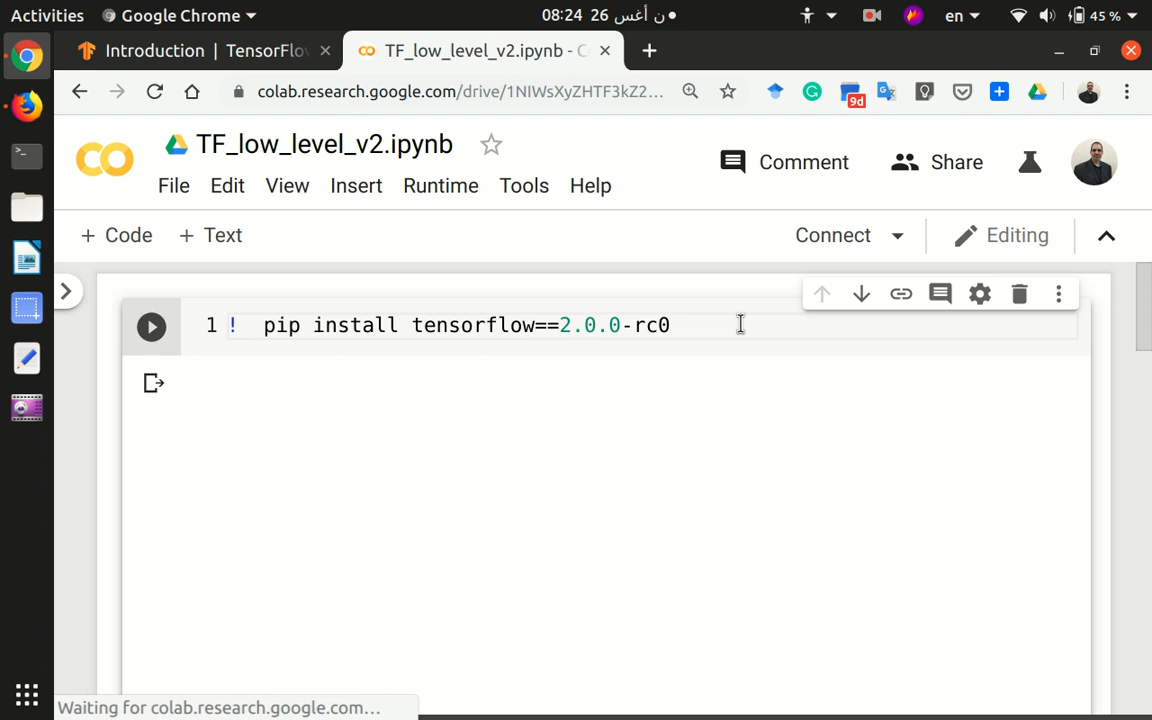 Activities Google Chrome 08:24 26 ن أغس en 45 %
Introduction | TensorFlo TF_low_level_v2.ipynb - C
colab.research.google.com/drive/1NIWsXyZHTF3kZ2... 9d
TF_low_level_v2.ipynb
Comment Share
File Edit View Insert Runtime Tools Help
+ Code + Text Connect Editing
1 ! pip install tensorflow==2.0.0-rc0
Waiting for colab.research.google.com...